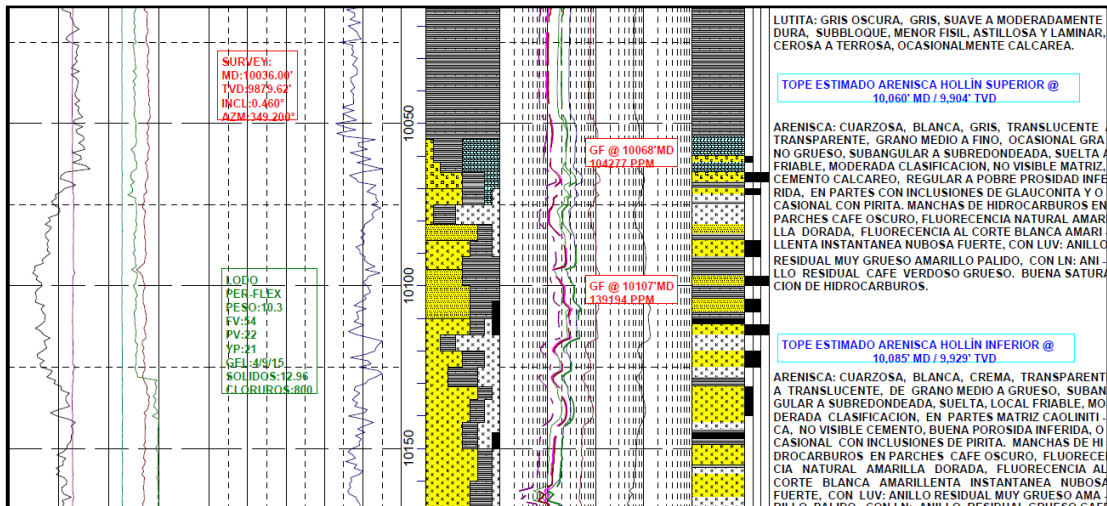 LUTITA: GRIS OSCURA, GRIS, SUAVE A MODERADAMENTE
DURA, SUBBLOQUE, MENOR FISIL, ASTILLOSA Y LAMINAR,
CEROSA A TERROSA, OCASIONALMENTE CALCAREA.
SURVEY:
MD:10036.00'
TVD:9879.62'
INCL:0.460°
AZM:349.200°
TOPE ESTIMADO ARENISCA HOLLÍN SUPERIOR @
10,060' MD / 9,904' TVD
10050
GF @ 10068'MD
104277 PPM
ARENISCA: CUARZOSA, BLANCA, GRIS, TRANSLUCENTE A
TRANSPARENTE, GRANO MEDIO A FINO, OCASIONAL GRA
NO GRUESO, SUBANGULAR A SUBREDONDEADA, SUELTA A
FRIABLE, MODERADA CLASIFICACION, NO VISIBLE MATRIZ,
CEMENTO CALCAREO, REGULAR A POBRE PROSIDAD INFE
RIDA, EN PARTES CON INCLUSIONES DE GLAUCONITA Y O
CASIONAL CON PIRITA. MANCHAS DE HIDROCARBUROS EN
PARCHES CAFE OSCURO, FLUORECENCIA NATURAL AMARI
LLA DORADA, FLUORECENCIA AL CORTE BLANCA AMARI -
LLENTA INSTANTANEA NUBOSA FUERTE, CON LUV: ANILLO
RESIDUAL MUY GRUESO AMARILLO PALIDO, CON LN: ANI -
LLO RESIDUAL CAFE VERDOSO GRUESO. BUENA SATURA
CION DE HIDROCARBUROS.
LODO
PER-FLEX
PESO:10.3
FV:54
PV:22
YP:21
GEL:4/9/15
SOLIDOS:12.96
CLORUROS:800
10100
GF @ 10107'MD
139194 PPM
TOPE ESTIMADO ARENISCA HOLLÍN INFERIOR @
10,085' MD / 9,929' TVD
10150
ARENISCA: CUARZOSA, BLANCA, CREMA, TRANSPARENTE
A TRANSLUCENTE, DE GRANO MEDIO A GRUESO, SUBAN
GULAR A SUBREDONDEADA, SUELTA, LOCAL FRIABLE, MO
DERADA CLASIFICACION, EN PARTES MATRIZ CAOLINITI -
CA, NO VISIBLE CEMENTO, BUENA POROSIDA INFERIDA, O
CASIONAL CON INCLUSIONES DE PIRITA. MANCHAS DE HI
DROCARBUROS EN PARCHES CAFE OSCURO, FLUORECEN
CIA NATURAL AMARILLA DORADA, FLUORECENCIA AL
CORTE BLANCA AMARILLENTA INSTANTANEA NUBOSA
FUERTE, CON LUV: ANILLO RESIDUAL MUY GRUESO AMA -